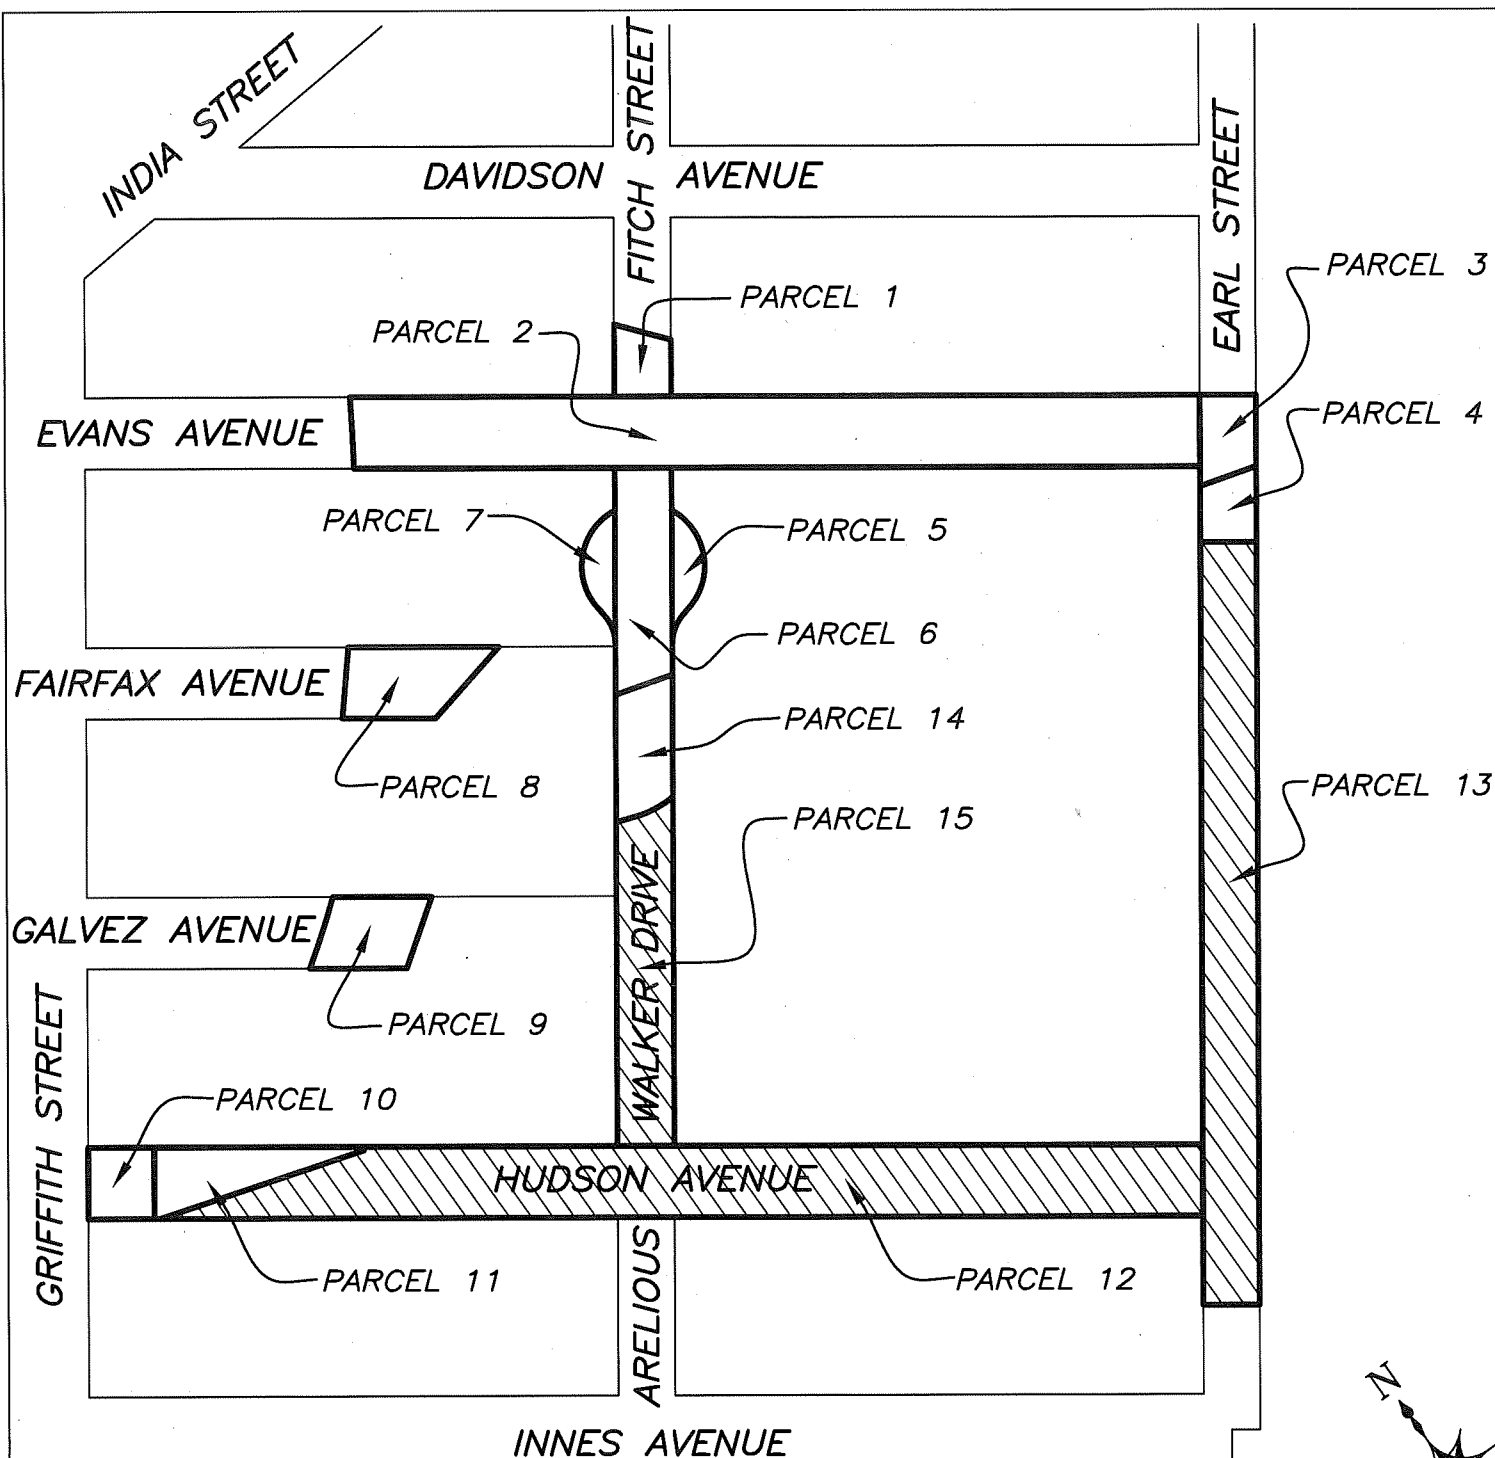 INDIA STREET
FITCH STREET
DAVIDSON AVENUE
EARL STREET
PARCEL 3
PARCEL 1
PARCEL 2
PARCEL 4
EVANS AVENUE
PARCEL 7
PARCEL 5
PARCEL 6
FAIRFAX AVENUE
PARCEL 14
PARCEL 8
PARCEL 13
PARCEL 15
WALKER DRIVE
GALVEZ AVENUE
PARCEL 9
GRIFFITH STREET
PARCEL 10
HUDSON AVENUE
PARCEL 11
PARCEL 12
ARELIOUS
INNES AVENUE
N